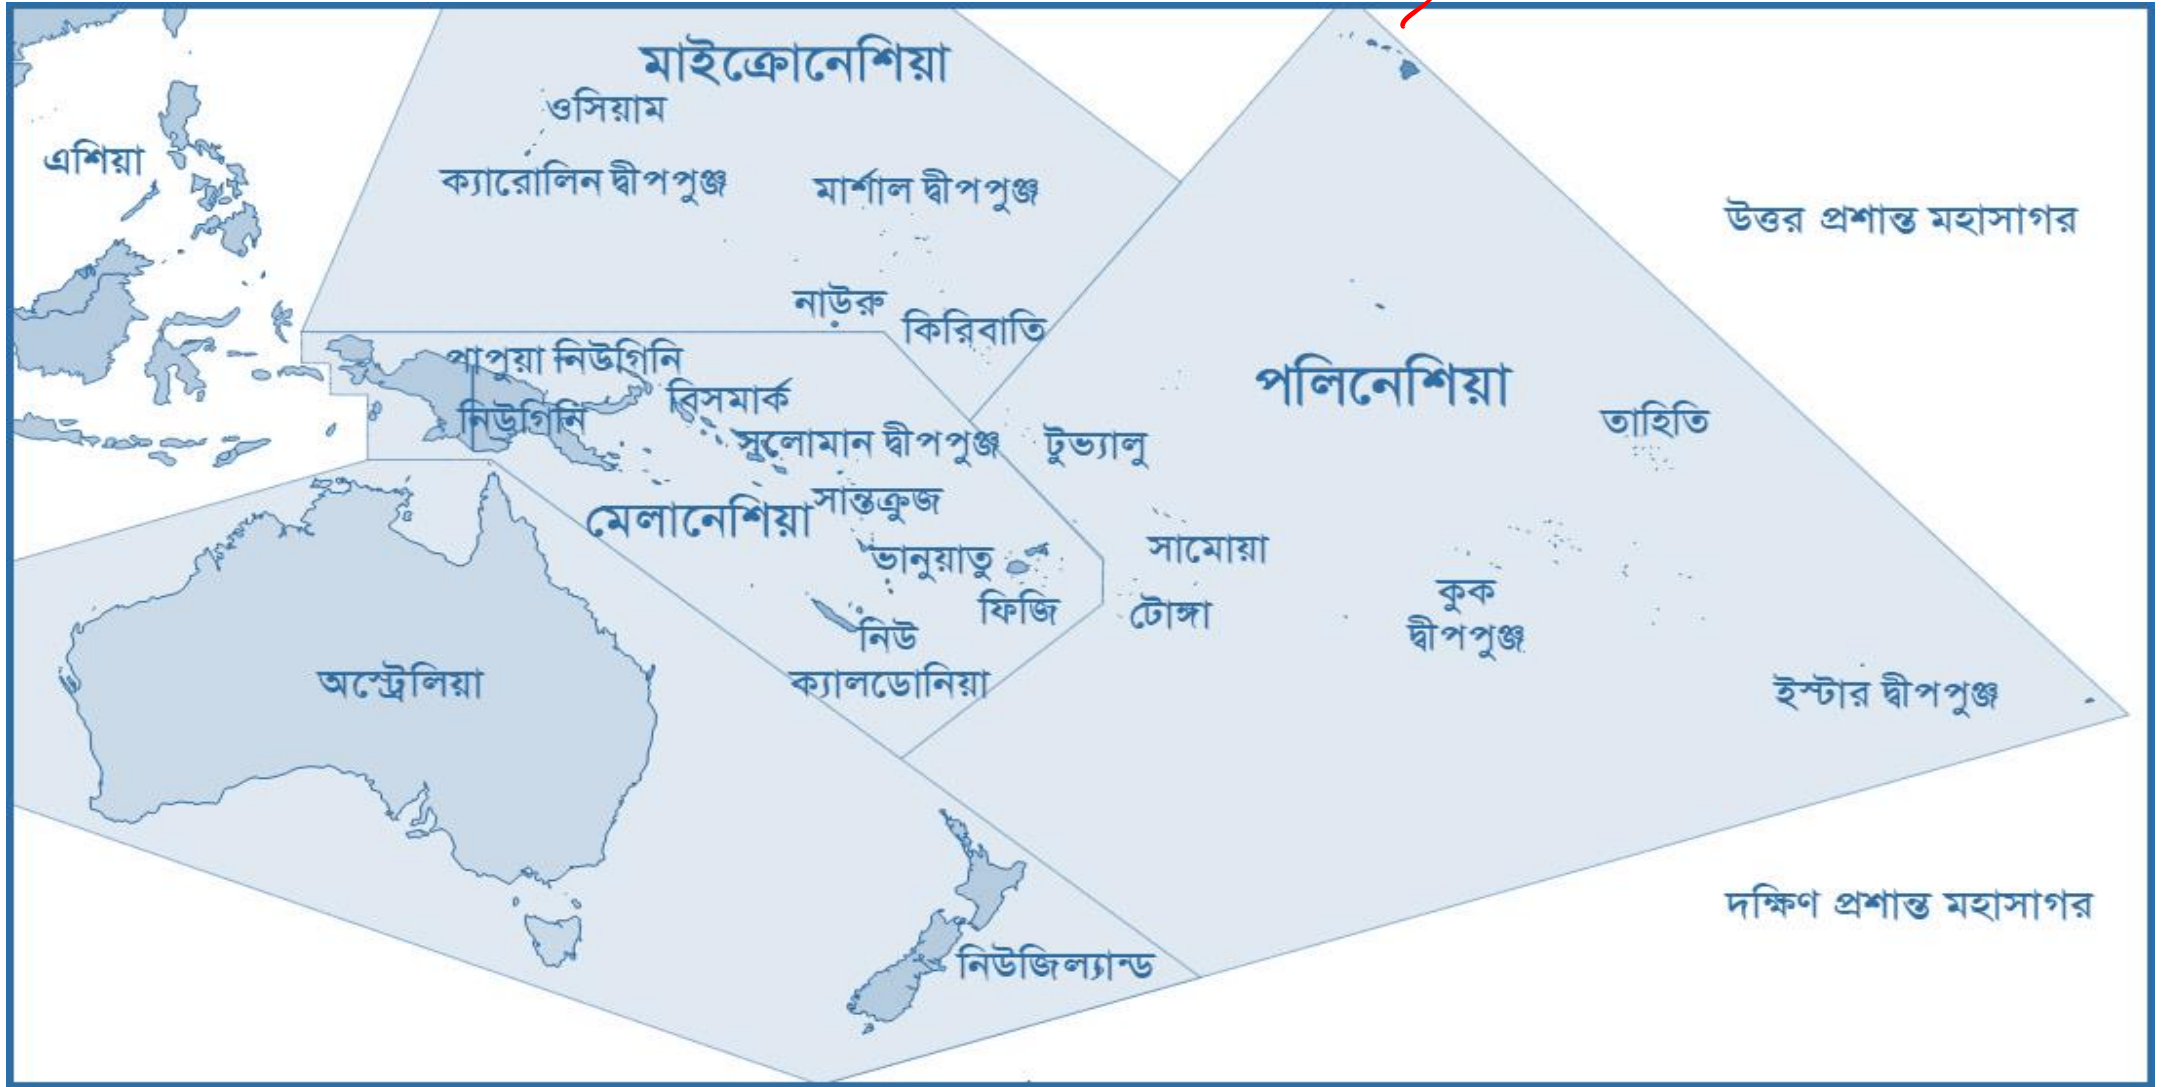 মাইক্রোনেশিয়া
ওসিয়াম
এশিয়া
ক্যারোলিন দ্বীপপুঞ্জ
মার্শাল দ্বীপপুঞ্জ
উত্তর প্রশান্ত মহাসাগর
নাউরু
কিরিবাতি
পাপুয়া নিউগিনি
পলিনেশিয়া
বিসমার্ক
নিউগিনি
তাহিতি
সুলোমান দ্বীপপুঞ্জ
টুভ্যালু
সান্তক্রুজ
মেলানেশিয়া
ভানুয়াতু
সামোয়া
ফিজি
টোঙ্গা
কুক
দ্বীপপুঞ্জ
নিউ
ক্যালডোনিয়া
অস্ট্রেলিয়া
ইস্টার দ্বীপপুঞ্জ
দক্ষিণ প্রশান্ত মহাসাগর
নিউজিল্যান্ড